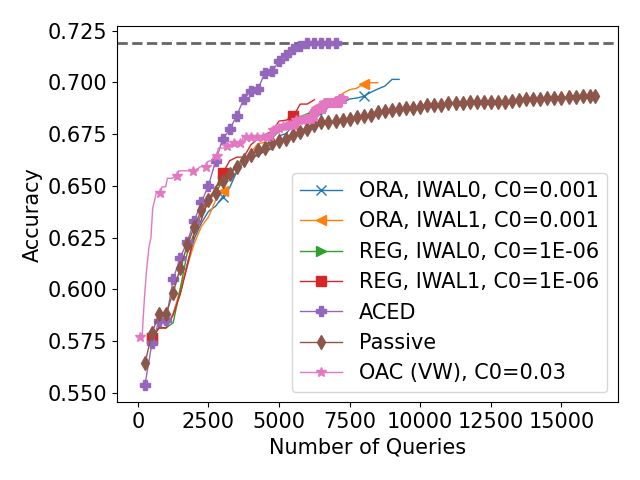 0.725
0.700
0.675
0.650
0.625
0.600
0.575
0.550
Accuracy
ORA, IWAL0, C0=0.001
ORA, IWAL1, C0=0.001
REG, IWAL0, C0=1E-06
REG, IWAL1, C0=1E-06
ACED
Passive
OAC (VW), C0=0.03
0 2500 5000 7500 10000 12500 15000
Number of Queries